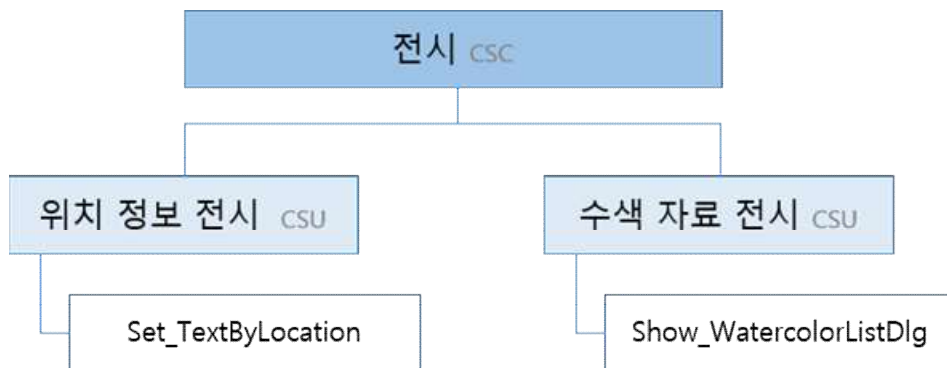 전시 CSC
위치 정보 전시 CSU
수색 자료 전시 CSU
Set_TextByLocation
Show_WatercolorListDlg